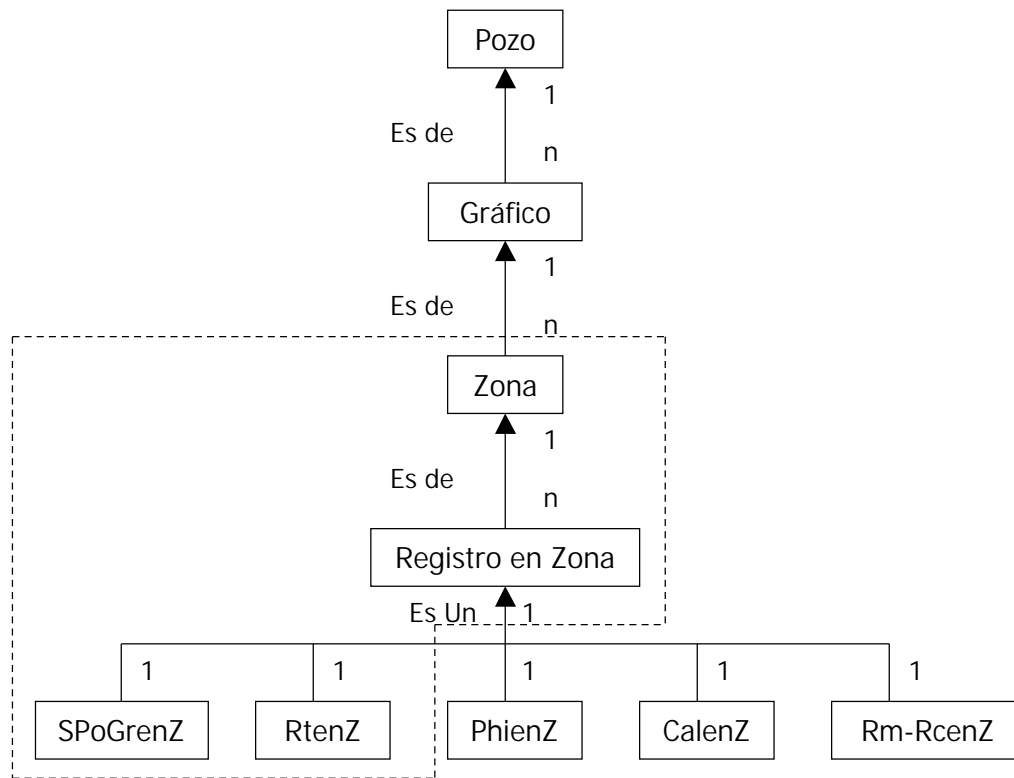 Pozo
1
Es de
n
Gráfico
1
Es de
n
Zona
1
Es de
n
Registro en Zona
Es Un 1
1 1 1 1 1
SPoGrenZ RtenZ PhienZ CalenZ Rm-RcenZ